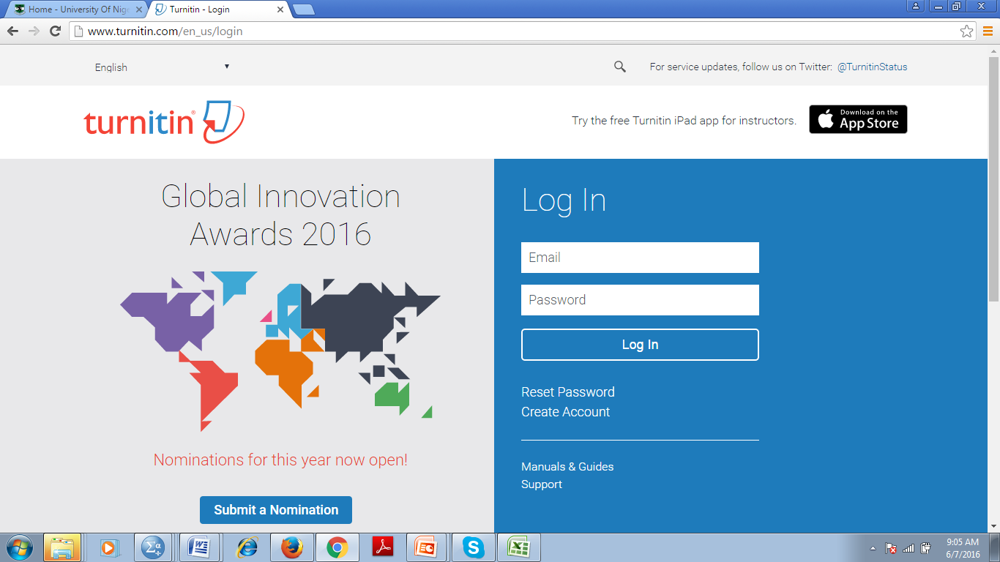 Home - University Of Nige
Turnitin - Login
www.turnitin.com/en_us/login
English
For service updates, follow us on Twitter: @TurnitinStatus
turnitin®
Try the free Turnitin iPad app for instructors.
Download on the
App Store
Global Innovation
Awards 2016
Nominations for this year now open!
Submit a Nomination
Log In
Email
Password
Log In
Reset Password
Create Account
Manuals & Guides
Support
9:05 AM
6/7/2016